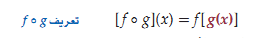 تعريف f ∘ g    [f ∘ g](x) = f[g(x)]